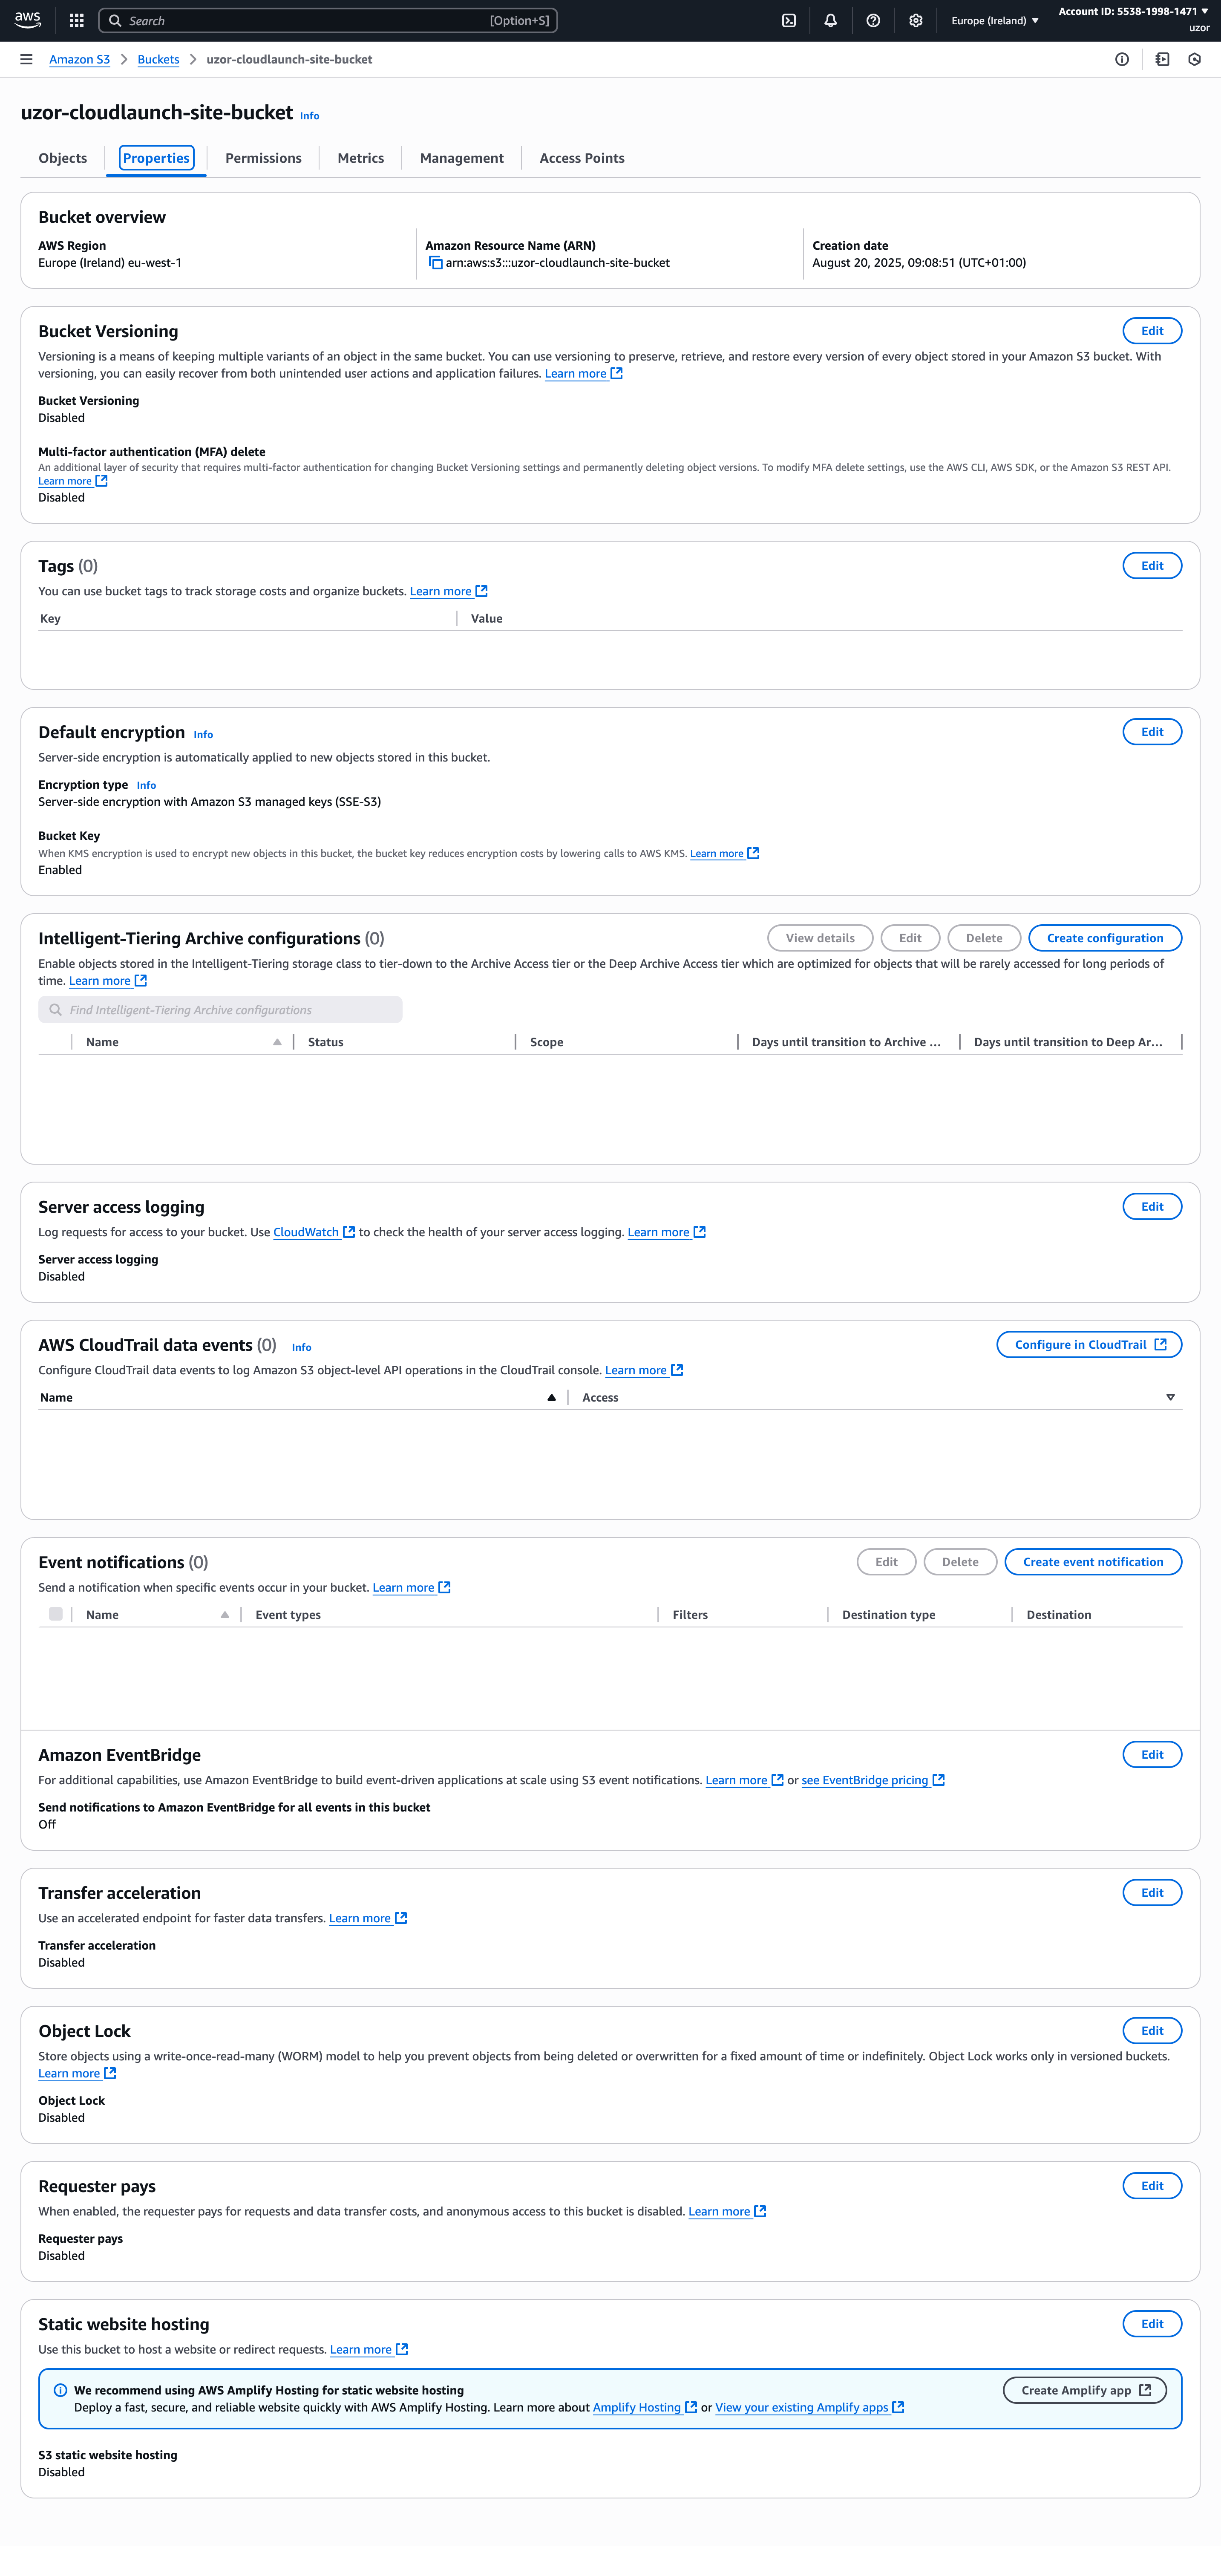 aws
Search [Option+S]
Europe (Ireland)
Account ID: 5538-1998-1471
uzor
Amazon S3
Buckets
uzor-cloudlaunch-site-bucket
uzor-cloudlaunch-site-bucket Info
Objects Properties Permissions Metrics Management Access Points
Bucket overview
AWS Region
Europe (Ireland) eu-west-1
Amazon Resource Name (ARN)
arn:aws:s3:::uzor-cloudlaunch-site-bucket
Creation date
August 20, 2025, 09:08:51 (UTC+01:00)
Bucket Versioning
Edit
Versioning is a means of keeping multiple variants of an object in the same bucket. You can use versioning to preserve, retrieve, and restore every version of every object stored in your Amazon S3 bucket. With
versioning, you can easily recover from both unintended user actions and application failures. Learn more
Bucket Versioning
Disabled
Multi-factor authentication (MFA) delete
An additional layer of security that requires multi-factor authentication for changing Bucket Versioning settings and permanently deleting object versions. To modify MFA delete settings, use the AWS CLI, AWS SDK, or the Amazon S3 REST API.
Learn more
Disabled
Tags (0)
Edit
You can use bucket tags to track storage costs and organize buckets. Learn more
Key Value
Default encryption Info
Edit
Server-side encryption is automatically applied to new objects stored in this bucket.
Encryption type Info
Server-side encryption with Amazon S3 managed keys (SSE-S3)
Bucket Key
When KMS encryption is used to encrypt new objects in this bucket, the bucket key reduces encryption costs by lowering calls to AWS KMS. Learn more
Enabled
Intelligent-Tiering Archive configurations (0)
View details Edit Delete Create configuration
Enable objects stored in the Intelligent-Tiering storage class to tier-down to the Archive Access tier or the Deep Archive Access tier which are optimized for objects that will be rarely accessed for long periods of
time. Learn more
Find Intelligent-Tiering Archive configurations
Name Status Scope Days until transition to Archive ... Days until transition to Deep Ar...
Server access logging
Edit
Log requests for access to your bucket. Use CloudWatch to check the health of your server access logging. Learn more
Server access logging
Disabled
AWS CloudTrail data events (0) Info
Configure in CloudTrail
Configure CloudTrail data events to log Amazon S3 object-level API operations in the CloudTrail console. Learn more
Name Access
Event notifications (0)
Edit Delete Create event notification
Send a notification when specific events occur in your bucket. Learn more
Name Event types Filters Destination type Destination
Amazon EventBridge
Edit
For additional capabilities, use Amazon EventBridge to build event-driven applications at scale using S3 event notifications. Learn more or see EventBridge pricing
Send notifications to Amazon EventBridge for all events in this bucket
Off
Transfer acceleration
Edit
Use an accelerated endpoint for faster data transfers. Learn more
Transfer acceleration
Disabled
Object Lock
Edit
Store objects using a write-once-read-many (WORM) model to help you prevent objects from being deleted or overwritten for a fixed amount of time or indefinitely. Object Lock works only in versioned buckets.
Learn more
Object Lock
Disabled
Requester pays
Edit
When enabled, the requester pays for requests and data transfer costs, and anonymous access to this bucket is disabled. Learn more
Requester pays
Disabled
Static website hosting
Edit
Use this bucket to host a website or redirect requests. Learn more
We recommend using AWS Amplify Hosting for static website hosting
Deploy a fast, secure, and reliable website quickly with AWS Amplify Hosting. Learn more about Amplify Hosting or View your existing Amplify apps
Create Amplify app
S3 static website hosting
Disabled